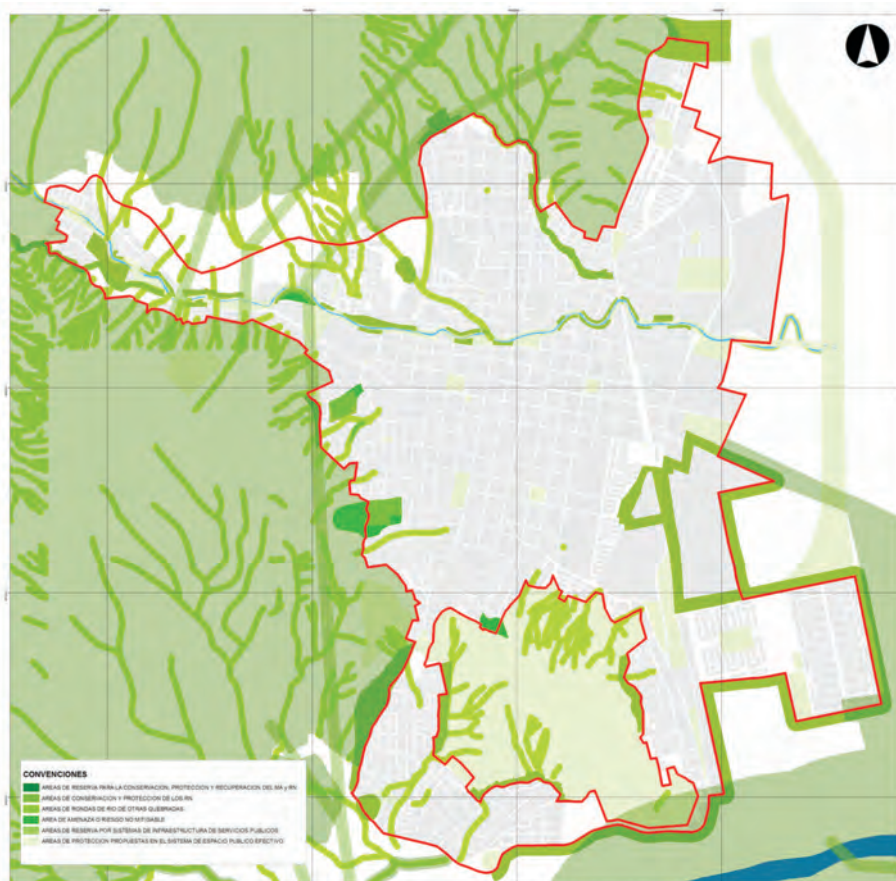 CONVENCIONES
AREAS DE RESERVA PARA LA CONSERVACION, PROTECCION Y RECUPERACION DEL MA y RN
AREAS DE CONSERVACION Y PROTECCION DE LOS RN
AREAS DE RONDAS DE RIO DE OTRAS QUEBRADAS
AREA DE AMENAZA O RIESGO NO MITIGABLE
AREAS DE RESERVA POR SISTEMAS DE INFRAESTRUCTURA DE SERVICIOS PUBLICOS
AREAS DE PROTECCION PROPUESTAS EN EL SISTEMA DE ESPACIO PUBLICO EFECTIVO